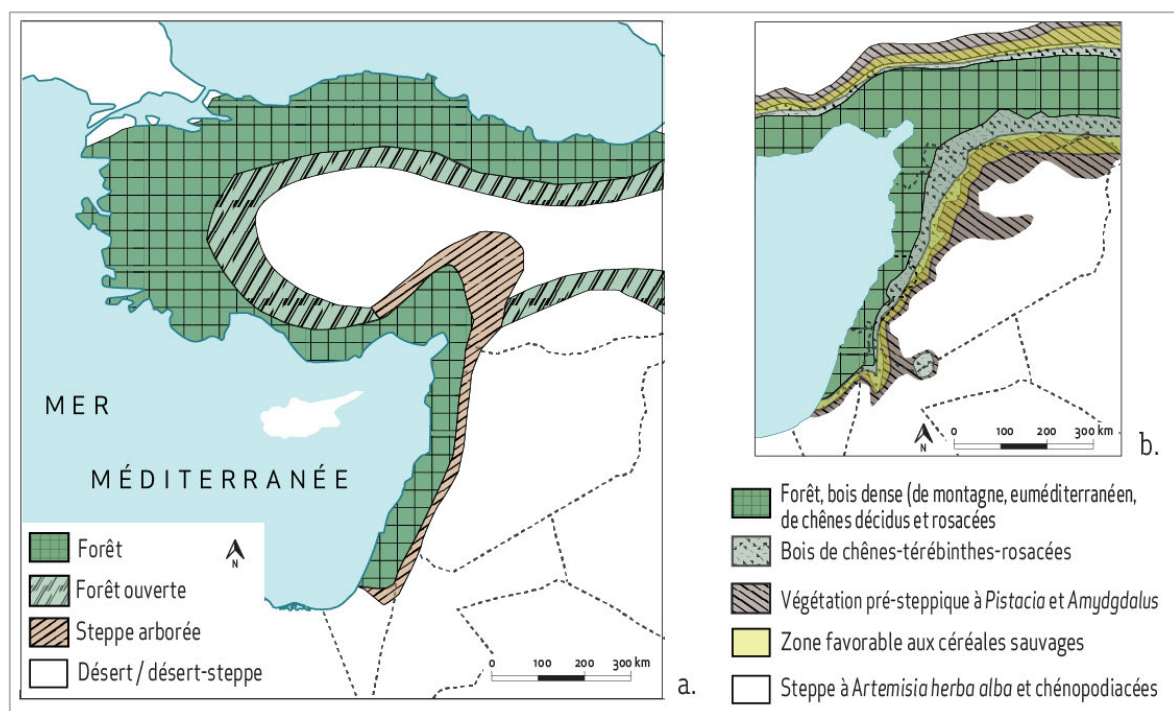 MER
MÉDITERRANÉE
N
Forêt
Forêt ouverte
Steppe arborée
Désert / désert-steppe
0 100 200 300 km
a.
N
0 100 200 300 km
b.
Forêt, bois dense (de montagne, euméditerranéen,
de chênes décidus et rosacées
Bois de chênes-térébinthes-rosacées
Végétation pré-steppique à Pistacia et Amydgdalus
Zone favorable aux céréales sauvages
Steppe à Artemisia herba alba et chénopodiacées